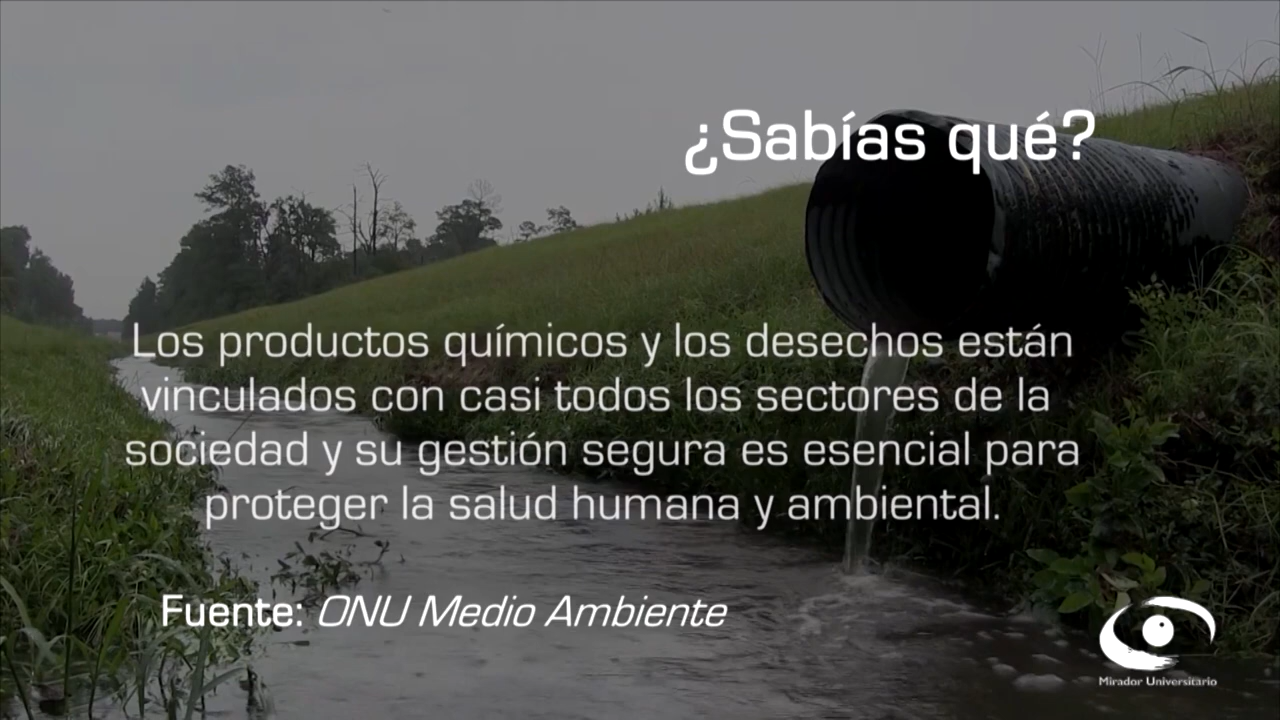 ¿Sabías qué?
Los productos químicos y los desechos están
vinculados con casi todos los sectores de la
sociedad y su gestión segura es esencial para
proteger la salud humana y ambiental.
Fuente: ONU Medio Ambiente
Mirador Universitario